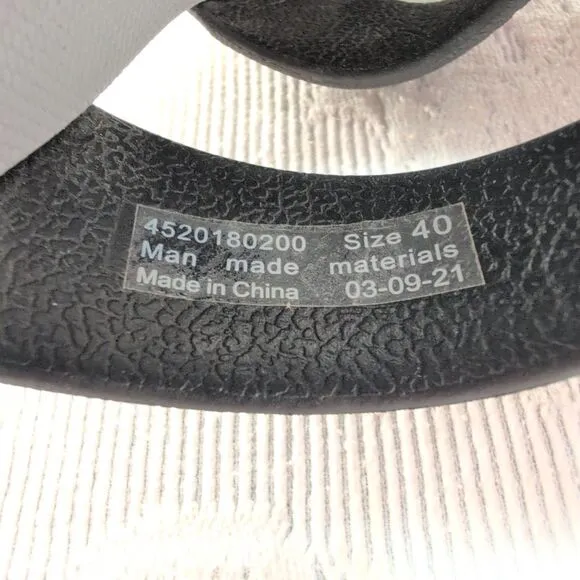 4520180200 Size 40
Man made materials
Made in China 03-09-21